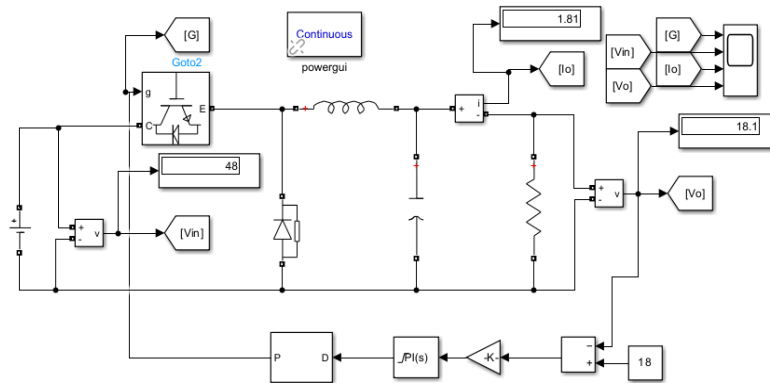 [G]
Continuous
powergui
1.81
[Io]
[G]
[Vin]
[Io]
[Vo]
Goto2
g
C
E
+
i
+
-
18.1
48
+
+
-
v
[Vin]
+
-
v
[Vo]
P
D
PI(s)
-K-
−
+
18